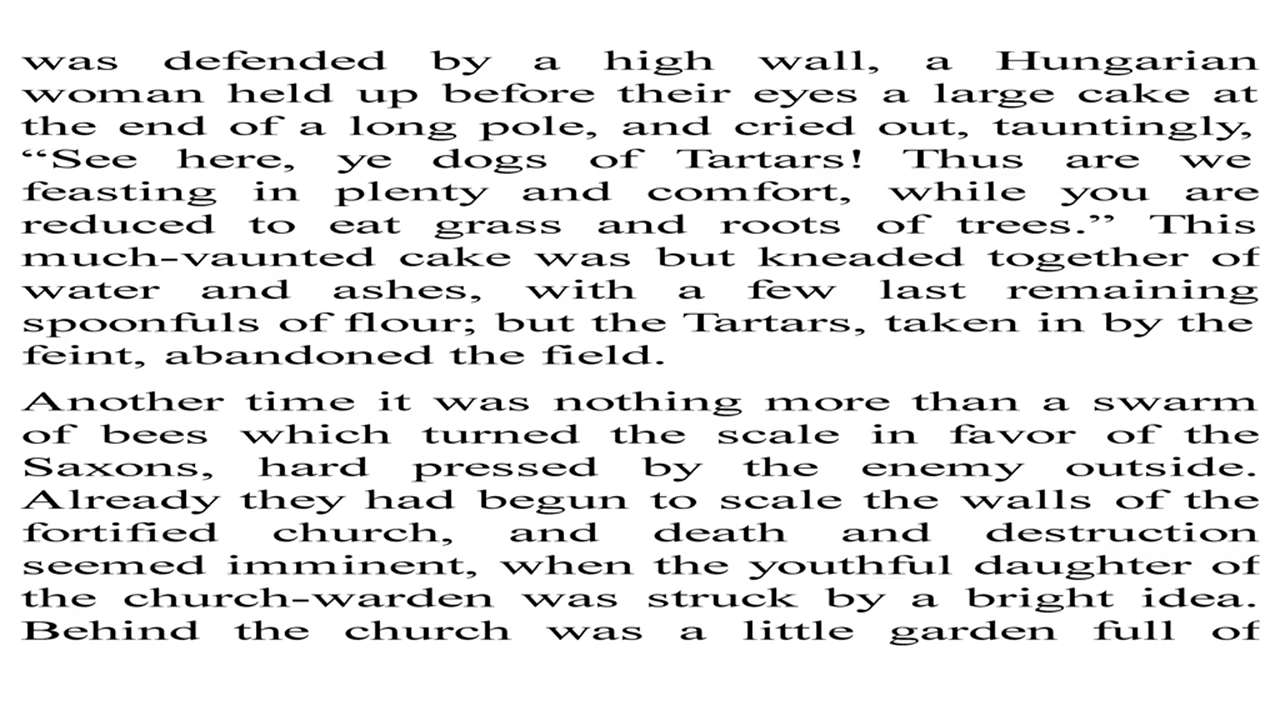 was defended by a high wall, a Hungarian
woman held up before their eyes a large cake at
the end of a long pole, and cried out, tauntingly,
“See here, ye dogs of Tartars! Thus are we
feasting in plenty and comfort, while you are
reduced to eat grass and roots of trees.” This
much-vaunted cake was but kneaded together of
water and ashes, with a few last remaining
spoonfuls of flour; but the Tartars, taken in by the
feint, abandoned the field.
Another time it was nothing more than a swarm
of bees which turned the scale in favor of the
Saxons, hard pressed by the enemy outside.
Already they had begun to scale the walls of the
fortified church, and death and destruction
seemed imminent, when the youthful daughter of
the church-warden was struck by a bright idea.
Behind the church was a little garden full of